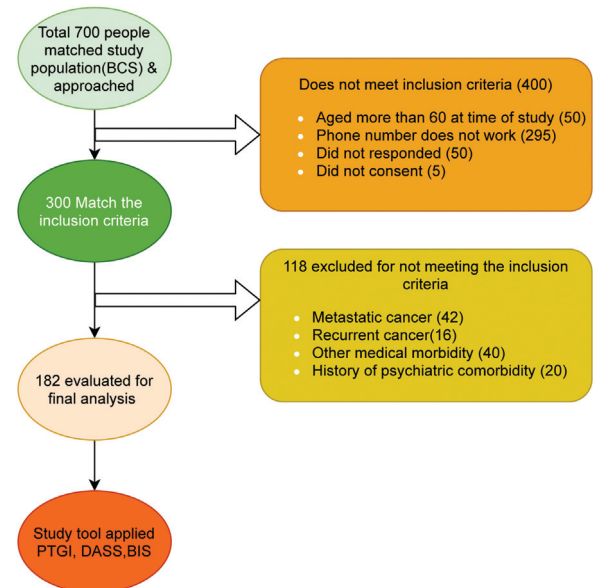 Total 700 people
matched study
population(BCS) &
approached
Does not meet inclusion criteria (400)
Aged more than 60 at time of study (50)
Phone number does not work (295)
Did not responded (50)
Did not consent (5)
300 Match the
inclusion criteria
118 excluded for not meeting the inclusion
criteria
Metastatic cancer (42)
Recurrent cancer(16)
Other medical morbidity (40)
History of psychiatric comorbidity (20)
182 evaluated for
final analysis
Study tool applied
PTGI, DASS,BIS